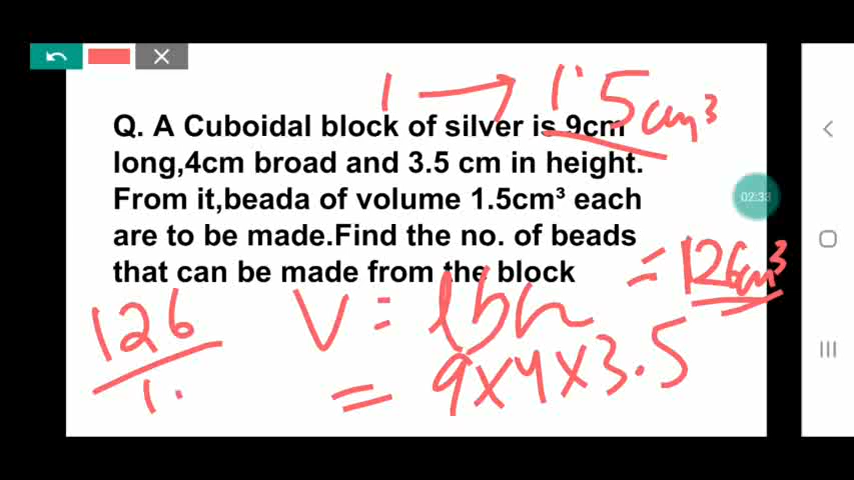 1 → 1.5cm³
Q. A Cuboidal block of silver is 9cm
long,4cm broad and 3.5 cm in height.
From it,beada of volume 1.5cm³ each
02:33
are to be made.Find the no. of beads
that can be made from the block
= 126cm³
V = lbh
= 9x4x3.5
126
1.